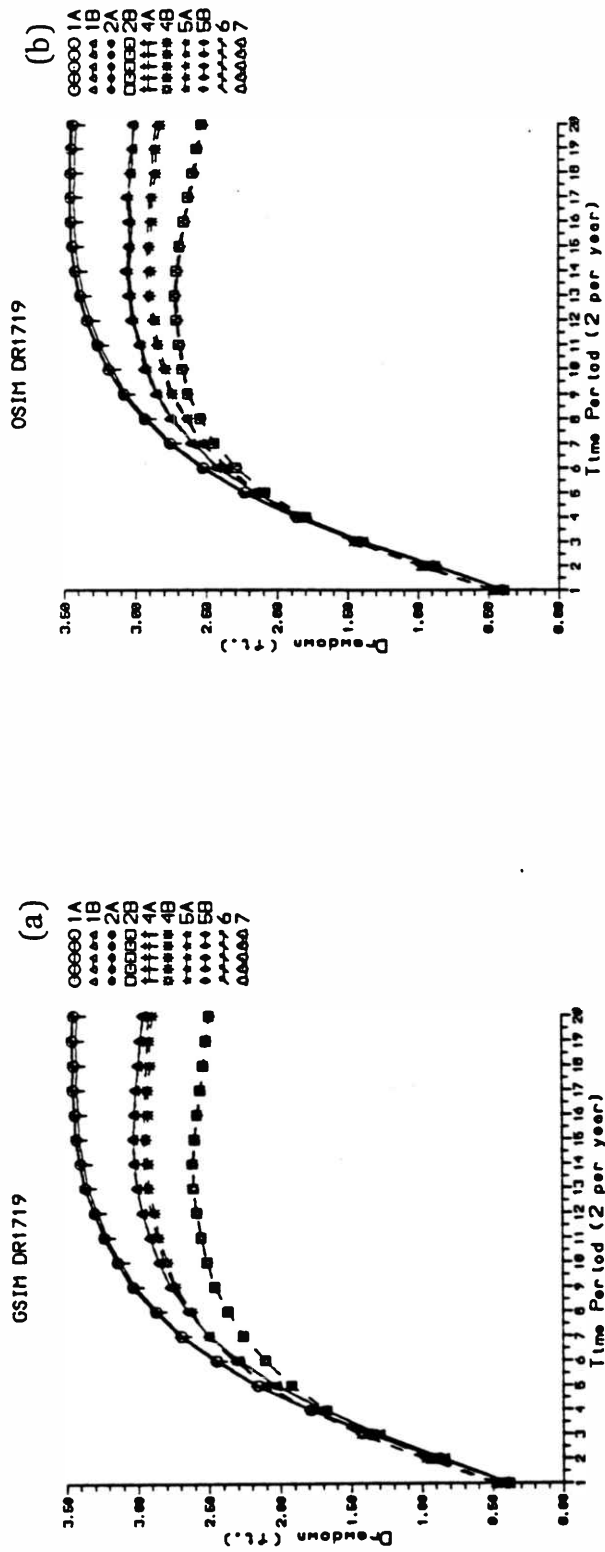 GSIM DR1719
(a)
1A
1B
2A
2B
4A
4B
5A
5B
6
7
3.50
3.00
2.50
2.00
1.50
1.00
0.50
0.00
Drawdown (ft.)
1 2 3 4 5 6 7 8 9 10 11 12 13 14 15 16 17 18 19 20
Time Period (2 per year)
OSIM DR1719
(b)
1A
1B
2A
2B
4A
4B
5A
5B
6
7
3.50
3.00
2.50
2.00
1.50
1.00
0.50
0.00
Drawdown (ft.)
1 2 3 4 5 6 7 8 9 10 11 12 13 14 15 16 17 18 19 20
Time Period (2 per year)